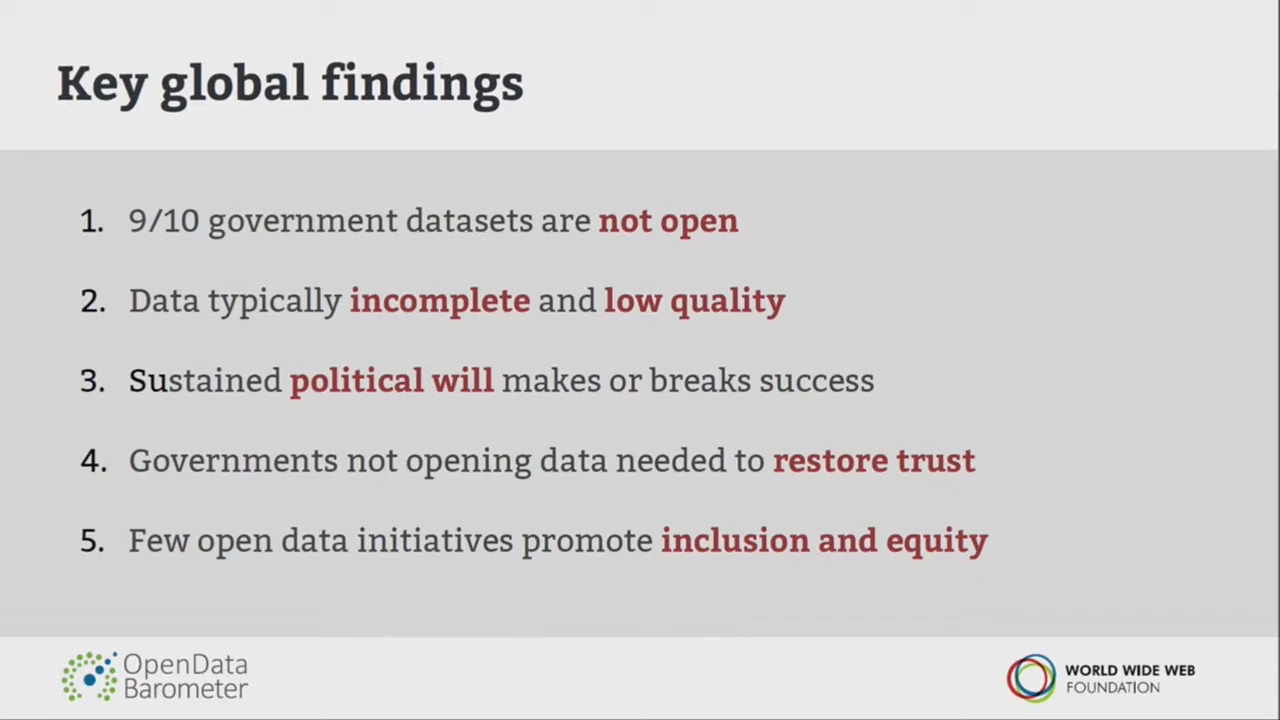 Key global findings
1. 9/10 government datasets are not open
2. Data typically incomplete and low quality
3. Sustained political will makes or breaks success
4. Governments not opening data needed to restore trust
5. Few open data initiatives promote inclusion and equity
OpenData
Barometer
WORLD WIDE WEB
FOUNDATION